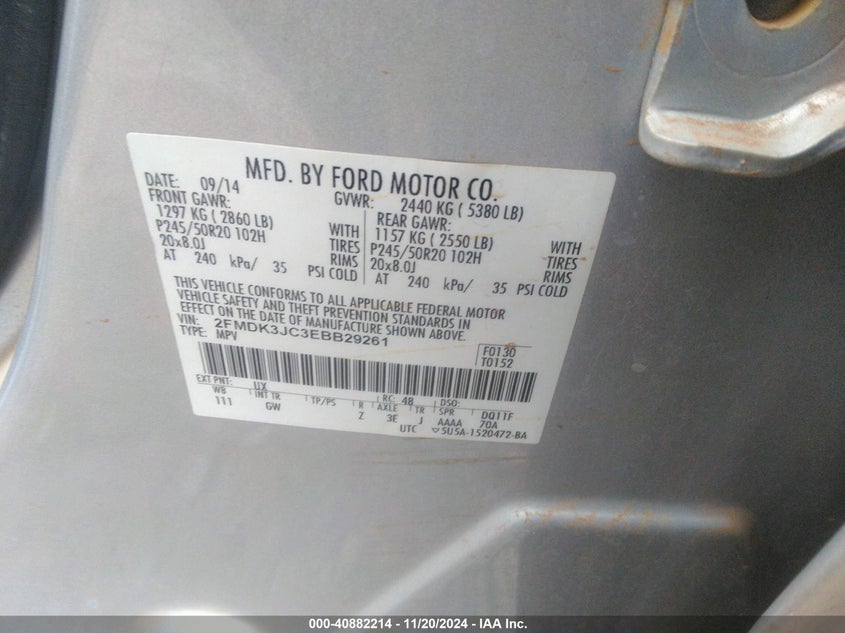 MFD. BY FORD MOTOR CO.
DATE: 09/14 GVWR: 2440 KG ( 5380 LB)
FRONT GAWR: REAR GAWR:
1297 KG ( 2860 LB) WITH 1157 KG ( 2550 LB) WITH
P245/50R20 102H TIRES P245/50R20 102H TIRES
20x8.0J RIMS 20x8.0J RIMS
AT 240 kPa/ 35 PSI COLD AT 240 kPa/ 35 PSI COLD
THIS VEHICLE CONFORMS TO ALL APPLICABLE FEDERAL MOTOR
VEHICLE SAFETY AND THEFT PREVENTION STANDARDS IN
EFFECT ON THE DATE OF MANUFACTURE SHOWN ABOVE.
VIN: 2FMDK3JC3EBB29261
TYPE: MPV
F0130
T0152
EXT PNT: UX RC: 48 DSO:
WB INT TR TP/PS R AXLE TR SPR DQ11F
111 GW Z 3E J AAAA 70A
UTC ▽5U5A-1520472-BA
000-40882214 - 11/20/2024 - IAA Inc.